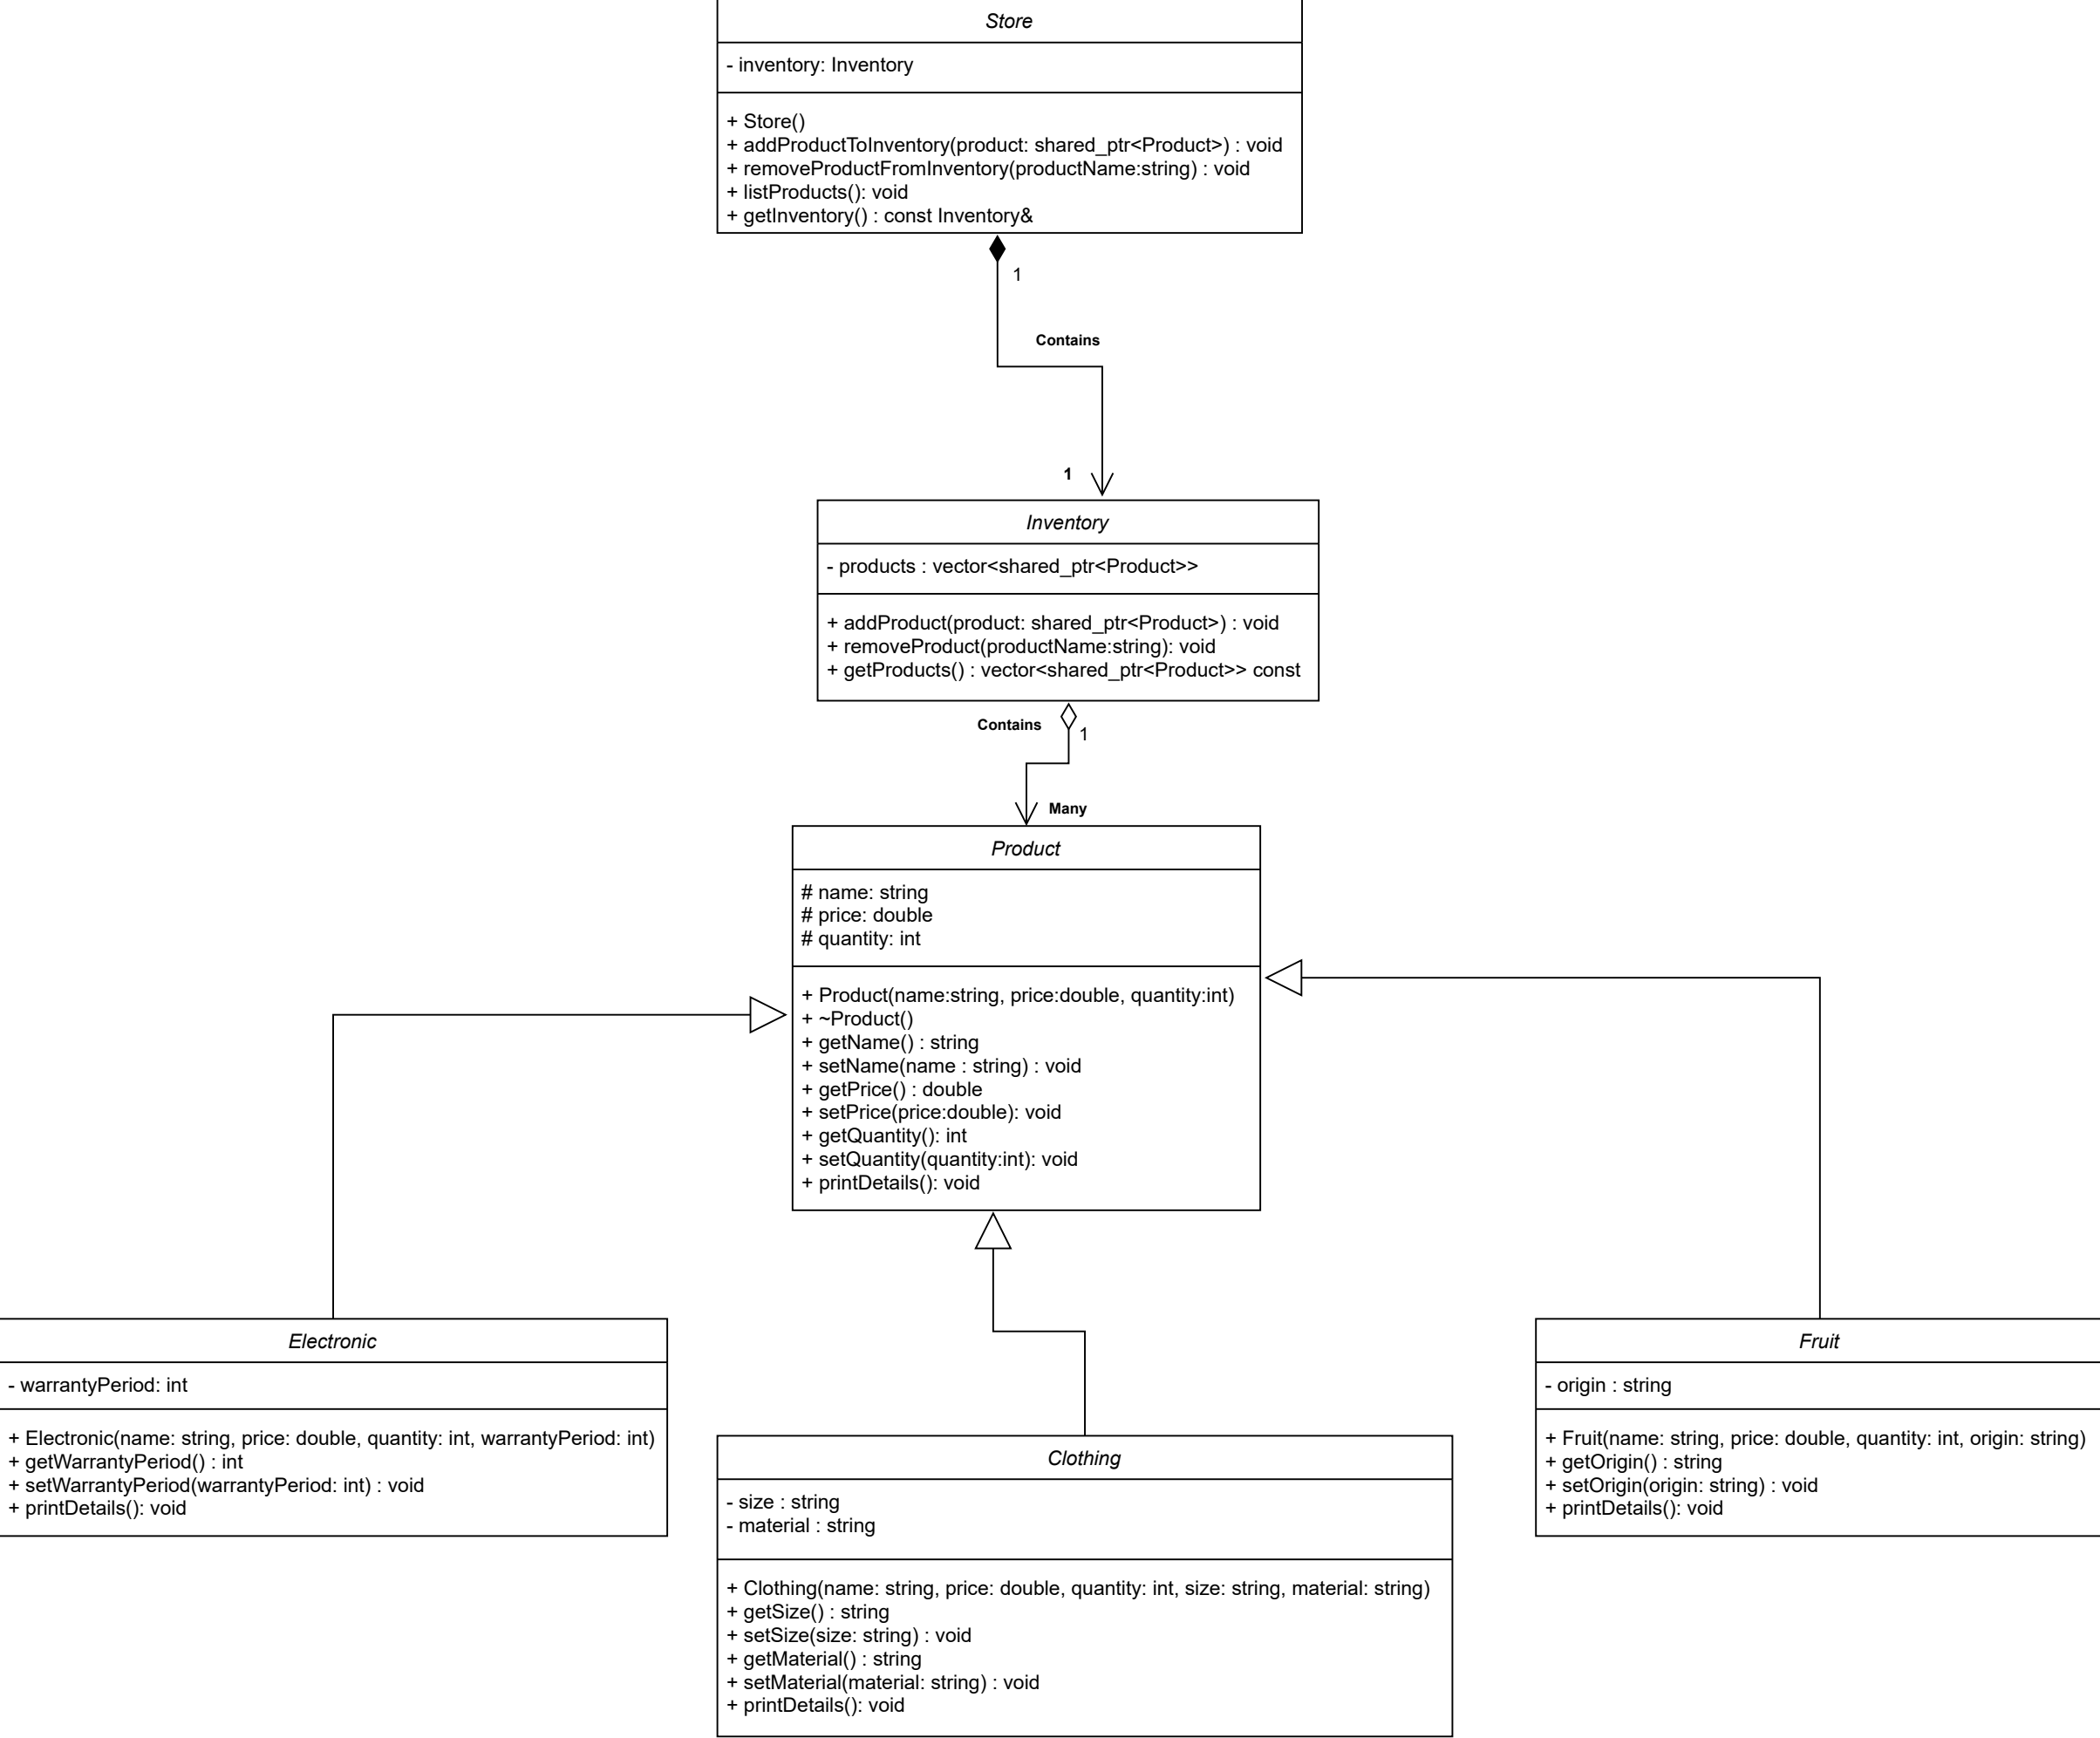 Store
- inventory: Inventory
+ Store()
+ addProductToInventory(product: shared_ptr<Product>) : void
+ removeProductFromInventory(productName:string) : void
+ listProducts(): void
+ getInventory() : const Inventory&
1
Contains
1
Inventory
- products : vector<shared_ptr<Product>>
+ addProduct(product: shared_ptr<Product>) : void
+ removeProduct(productName:string): void
+ getProducts() : vector<shared_ptr<Product>> const
Contains
1
Many
Product
# name: string
# price: double
# quantity: int
+ Product(name:string, price:double, quantity:int)
+ ~Product()
+ getName() : string
+ setName(name : string) : void
+ getPrice() : double
+ setPrice(price:double): void
+ getQuantity(): int
+ setQuantity(quantity:int): void
+ printDetails(): void
Electronic
- warrantyPeriod: int
+ Electronic(name: string, price: double, quantity: int, warrantyPeriod: int)
+ getWarrantyPeriod() : int
+ setWarrantyPeriod(warrantyPeriod: int) : void
+ printDetails(): void
Clothing
- size : string
- material : string
+ Clothing(name: string, price: double, quantity: int, size: string, material: string)
+ getSize() : string
+ setSize(size: string) : void
+ getMaterial() : string
+ setMaterial(material: string) : void
+ printDetails(): void
Fruit
- origin : string
+ Fruit(name: string, price: double, quantity: int, origin: string)
+ getOrigin() : string
+ setOrigin(origin: string) : void
+ printDetails(): void